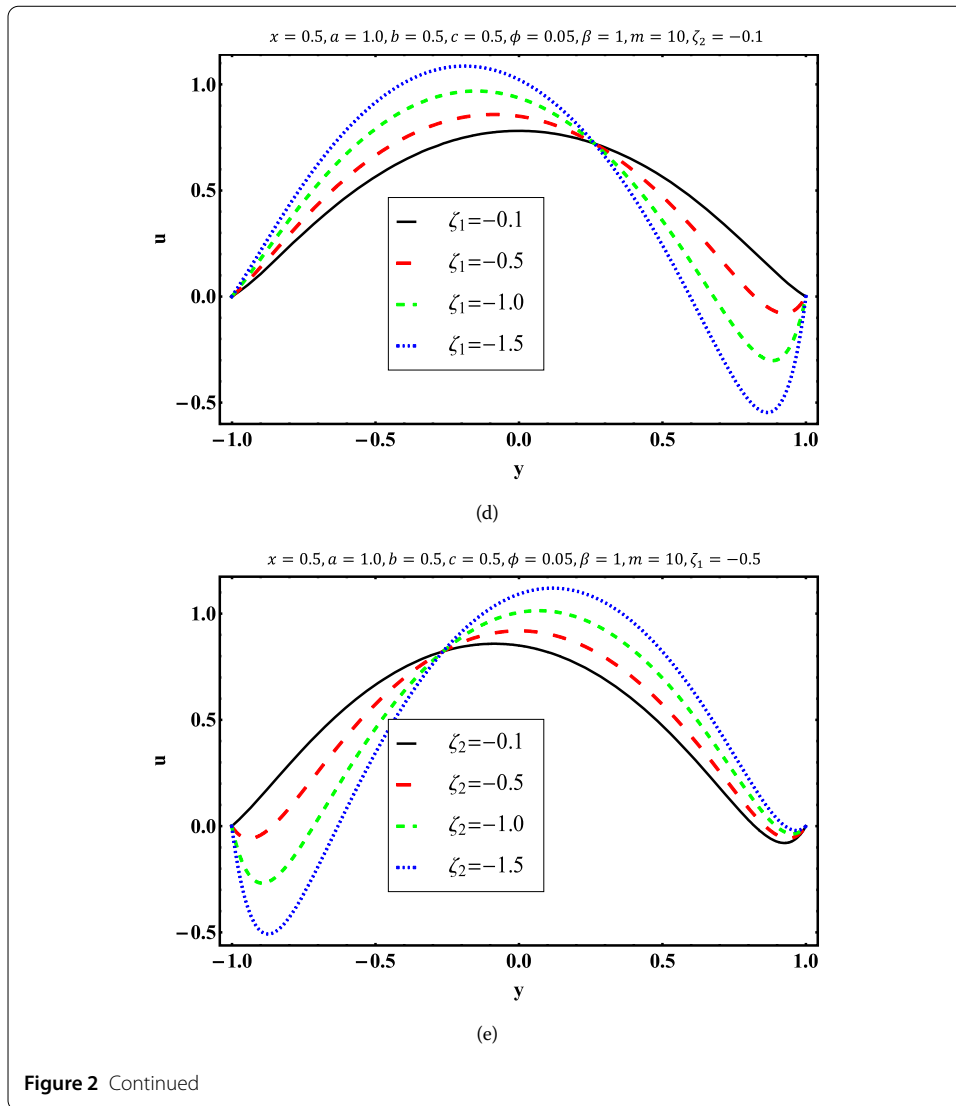 x = 0.5, a = 1.0, b = 0.5, c = 0.5, ϕ = 0.05, β = 1, m = 10, ζ₂ = −0.1
1.0
0.5
0.0
−0.5
u
ζ₁=−0.1
ζ₁=−0.5
ζ₁=−1.0
ζ₁=−1.5
−1.0 −0.5 0.0 0.5 1.0
y
(d)
x = 0.5, a = 1.0, b = 0.5, c = 0.5, ϕ = 0.05, β = 1, m = 10, ζ₁ = −0.5
1.0
0.5
0.0
−0.5
u
ζ₂=−0.1
ζ₂=−0.5
ζ₂=−1.0
ζ₂=−1.5
−1.0 −0.5 0.0 0.5 1.0
y
(e)
Figure 2 Continued